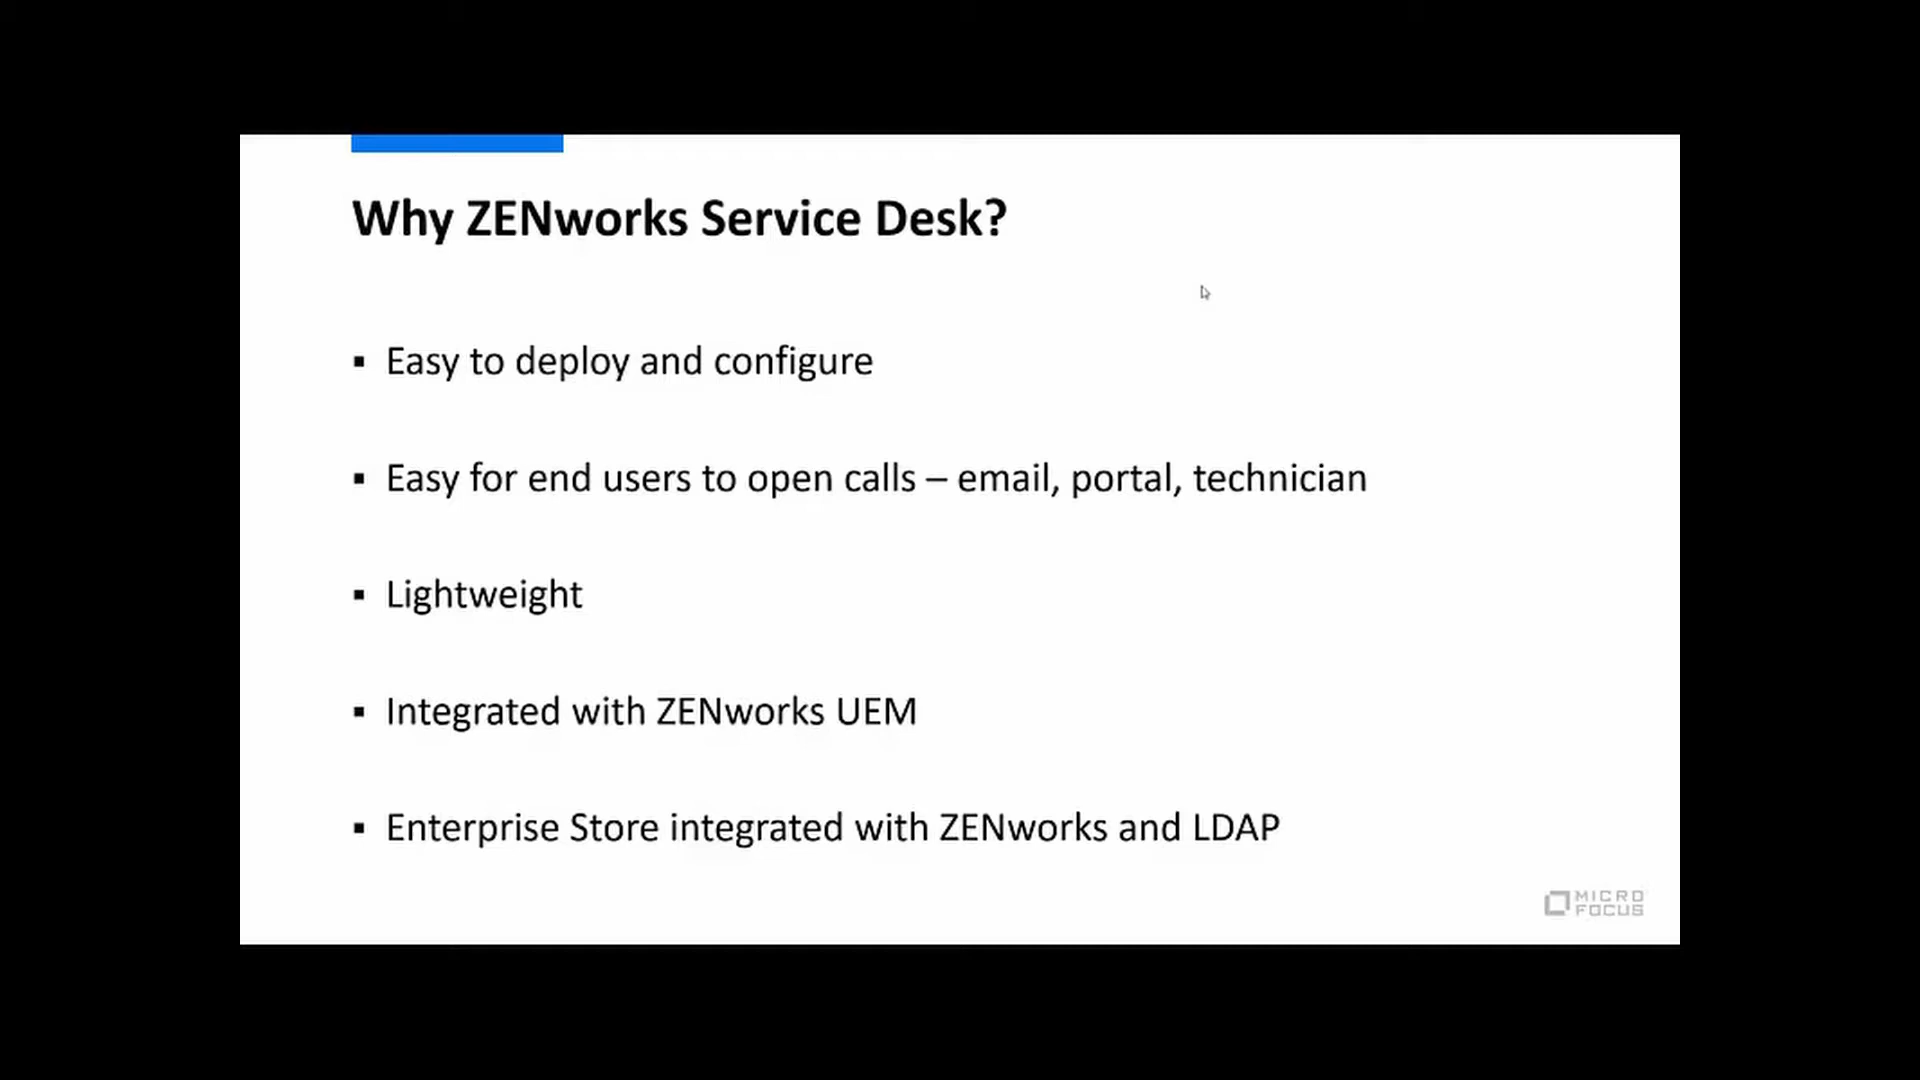 Why ZENworks Service Desk?
▪ Easy to deploy and configure
▪ Easy for end users to open calls – email, portal, technician
▪ Lightweight
▪ Integrated with ZENworks UEM
▪ Enterprise Store integrated with ZENworks and LDAP
MICRO
FOCUS